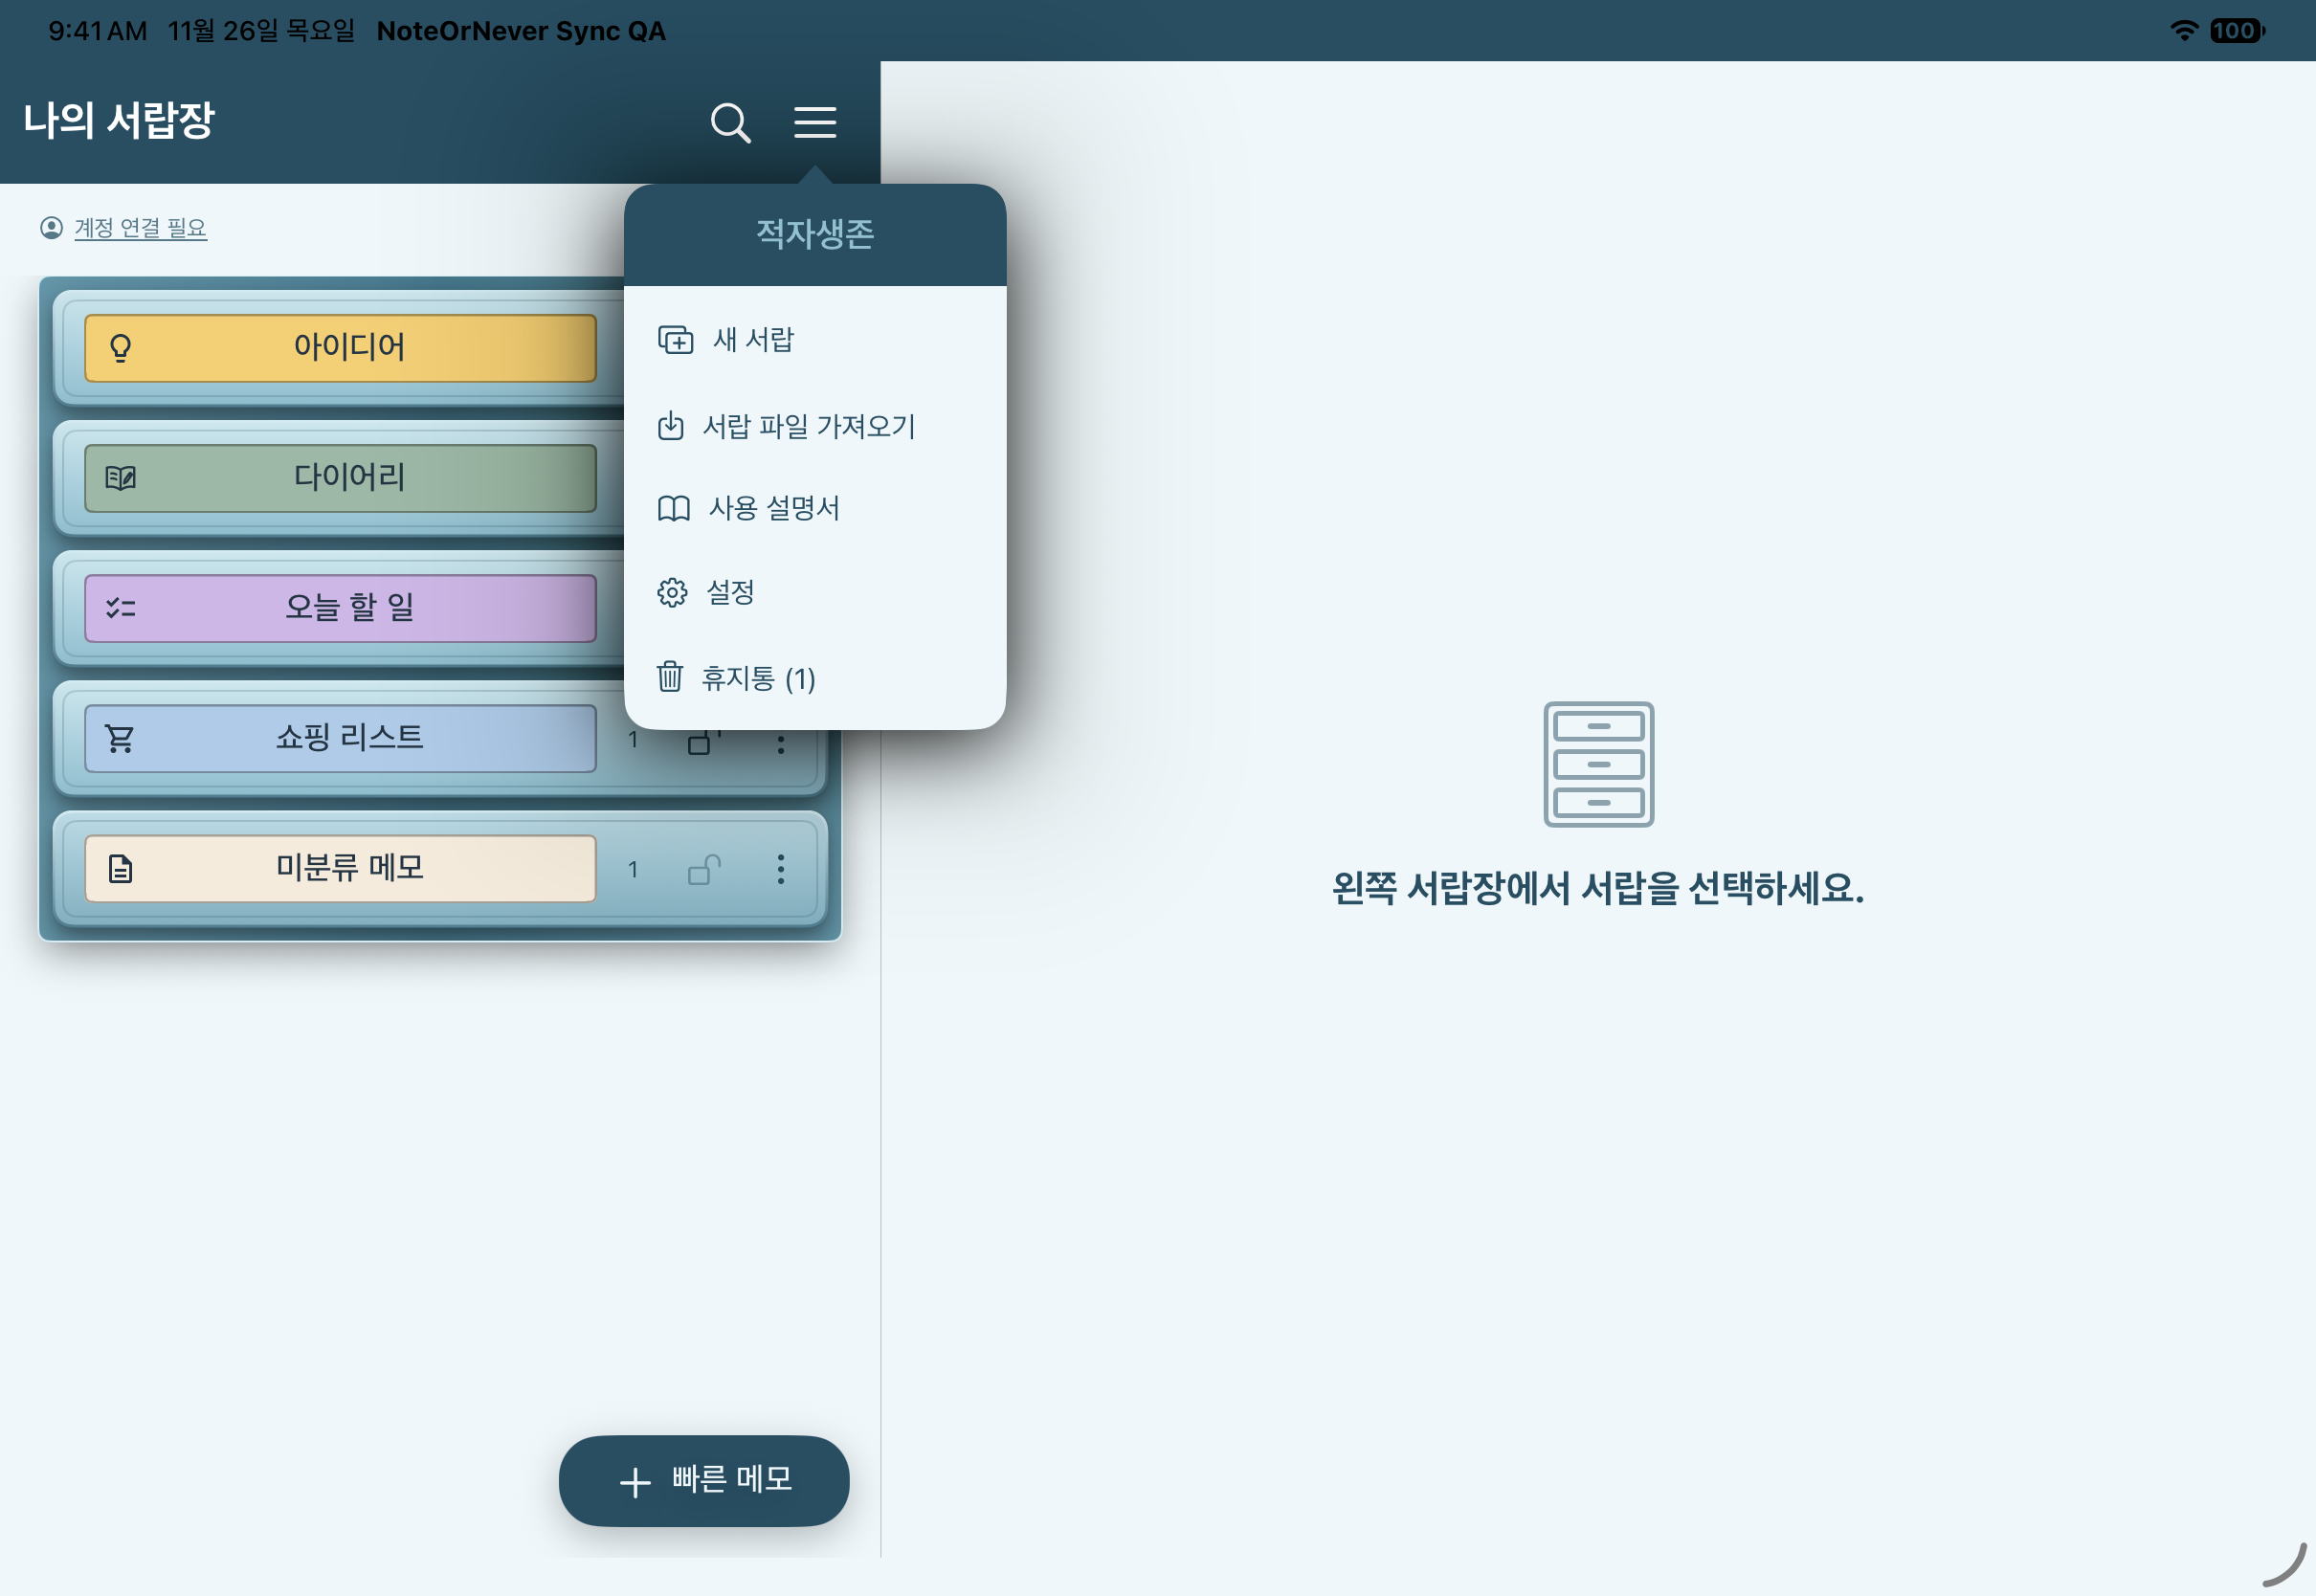 9:41 AM 11월 26일 목요일 NoteOrNever Sync QA
100
나의 서랍장
계정 연결 필요
적자생존
새 서랍
서랍 파일 가져오기
사용 설명서
설정
휴지통 (1)
아이디어
다이어리
오늘 할 일
쇼핑 리스트 1
미분류 메모 1
빠른 메모
왼쪽 서랍장에서 서랍을 선택하세요.